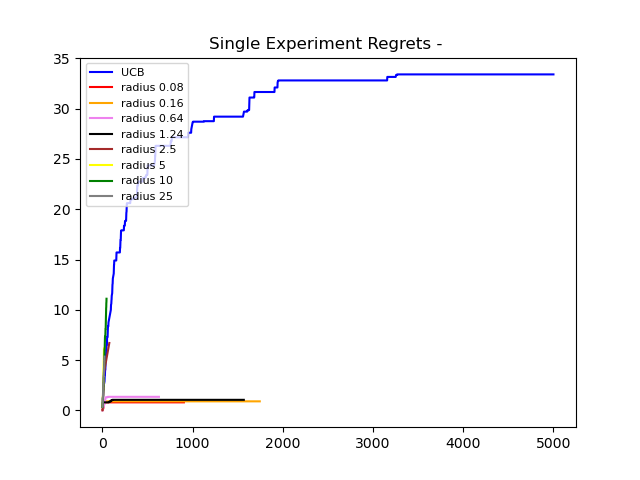 Single Experiment Regrets -
35
30
25
20
15
10
5
0
UCB
radius 0.08
radius 0.16
radius 0.64
radius 1.24
radius 2.5
radius 5
radius 10
radius 25
0 1000 2000 3000 4000 5000